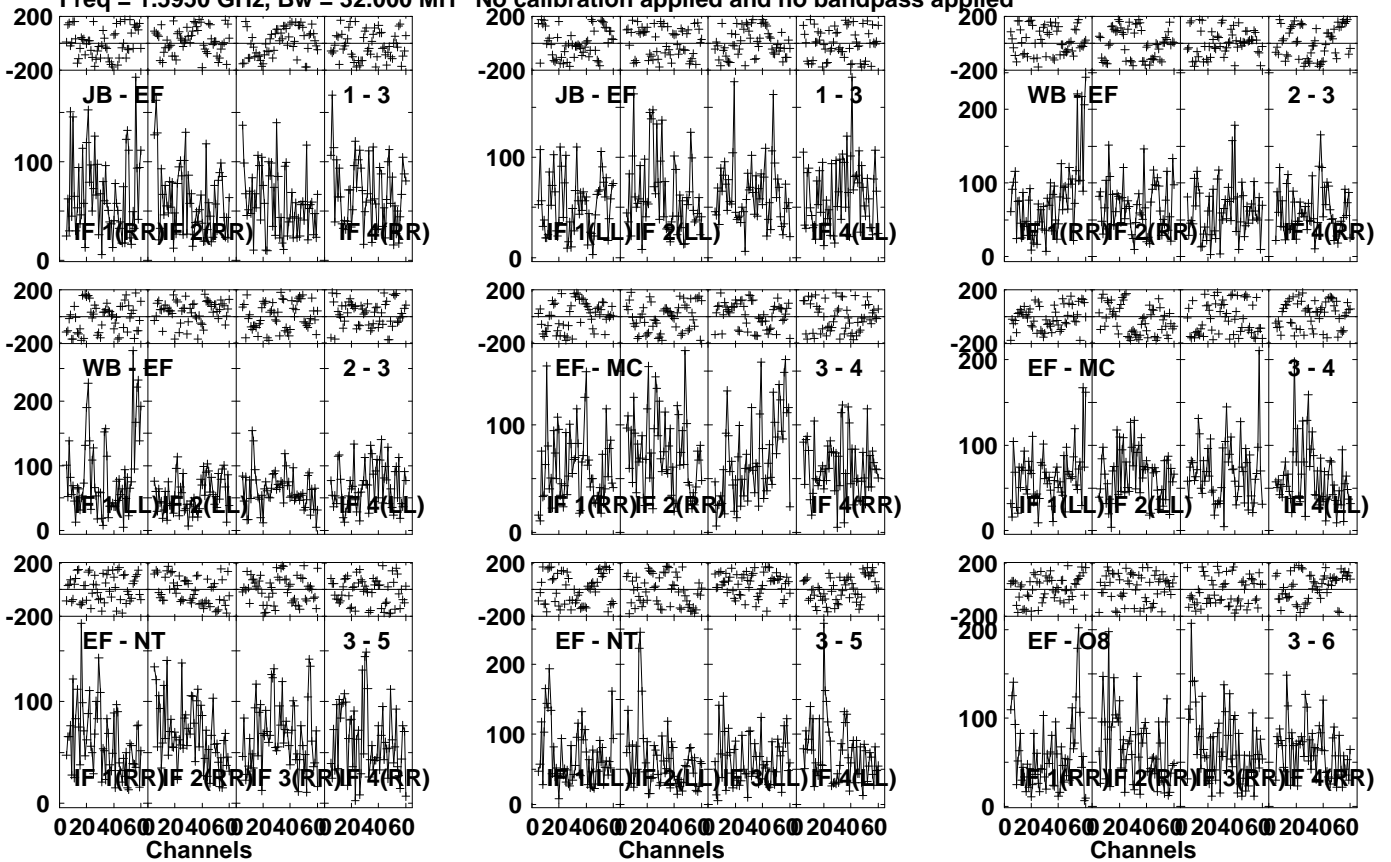 Freq = 1.5950 GHz, Bw = 32.000 MH No calibration applied and no bandpass applied
200
-200
JB - EF 1 - 3
100
0
IF 1(RR) IF 2(RR) IF 4(RR)
200
-200
JB - EF 1 - 3
100
0
IF 1(LL) IF 2(LL) IF 4(LL)
200
-200
WB - EF 2 - 3
200
100
0
IF 1(RR) IF 2(RR) IF 4(RR)
200
-200
WB - EF 2 - 3
200
100
0
IF 1(LL) IF 2(LL) IF 4(LL)
200
-200
EF - MC 3 - 4
100
0
IF 1(RR) IF 2(RR) IF 4(RR)
200
-200
EF - MC 3 - 4
200
100
0
IF 1(LL) IF 2(LL) IF 4(LL)
200
-200
EF - NT 3 - 5
100
0
IF 1(RR) IF 2(RR) IF 3(RR) IF 4(RR)
0 20 40 60 0 20 40 60 0 20 40 60 0 20 40 60
Channels
200
-200
EF - NT 3 - 5
200
100
0
IF 1(LL) IF 2(LL) IF 3(LL) IF 4(LL)
0 20 40 60 0 20 40 60 0 20 40 60 0 20 40 60
Channels
200
-200
EF - O8 3 - 6
200
100
0
IF 1(RR) IF 2(RR) IF 3(RR) IF 4(RR)
0 20 40 60 0 20 40 60 0 20 40 60 0 20 40 60
Channels